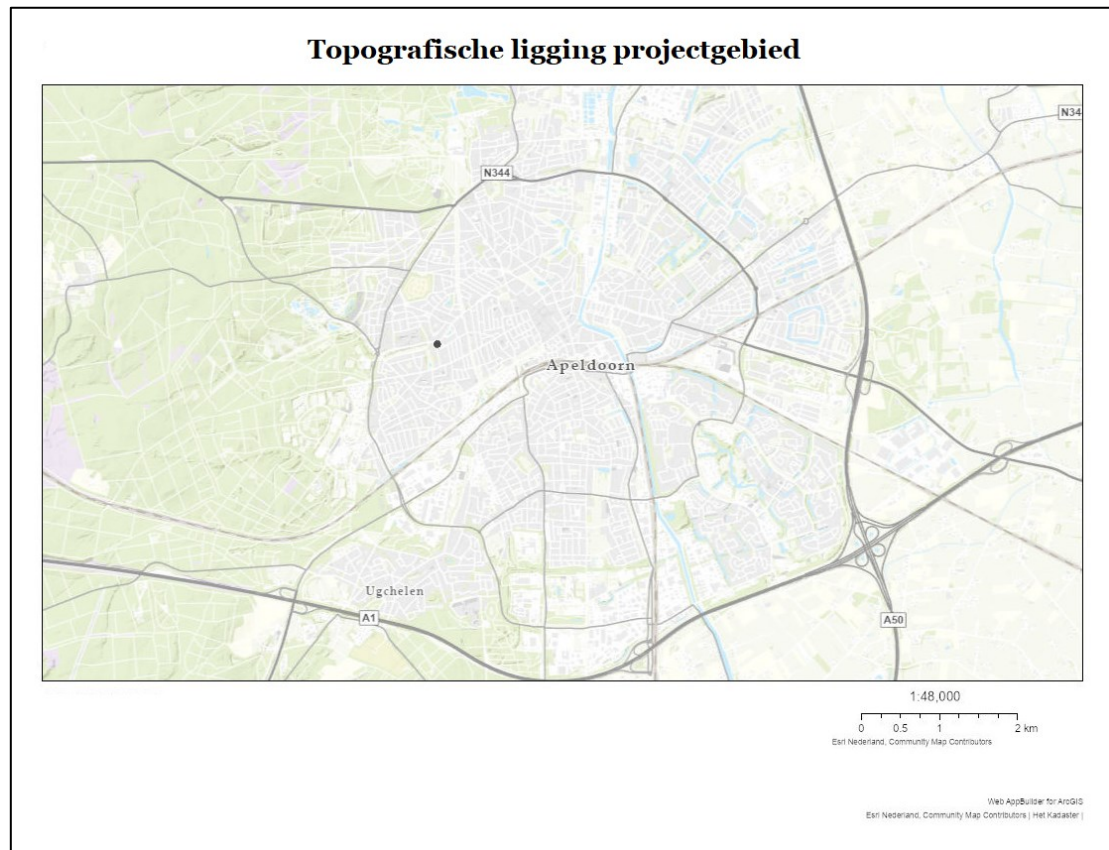 Topografische ligging projectgebied
N34
N344
Apeldoorn
Ugchelen
A1
A50
1:48,000
0 0.5 1 2 km
Esri Nederland, Community Map Contributors
Web AppBuilder for ArcGIS
Esri Nederland, Community Map Contributors | Het Kadaster |